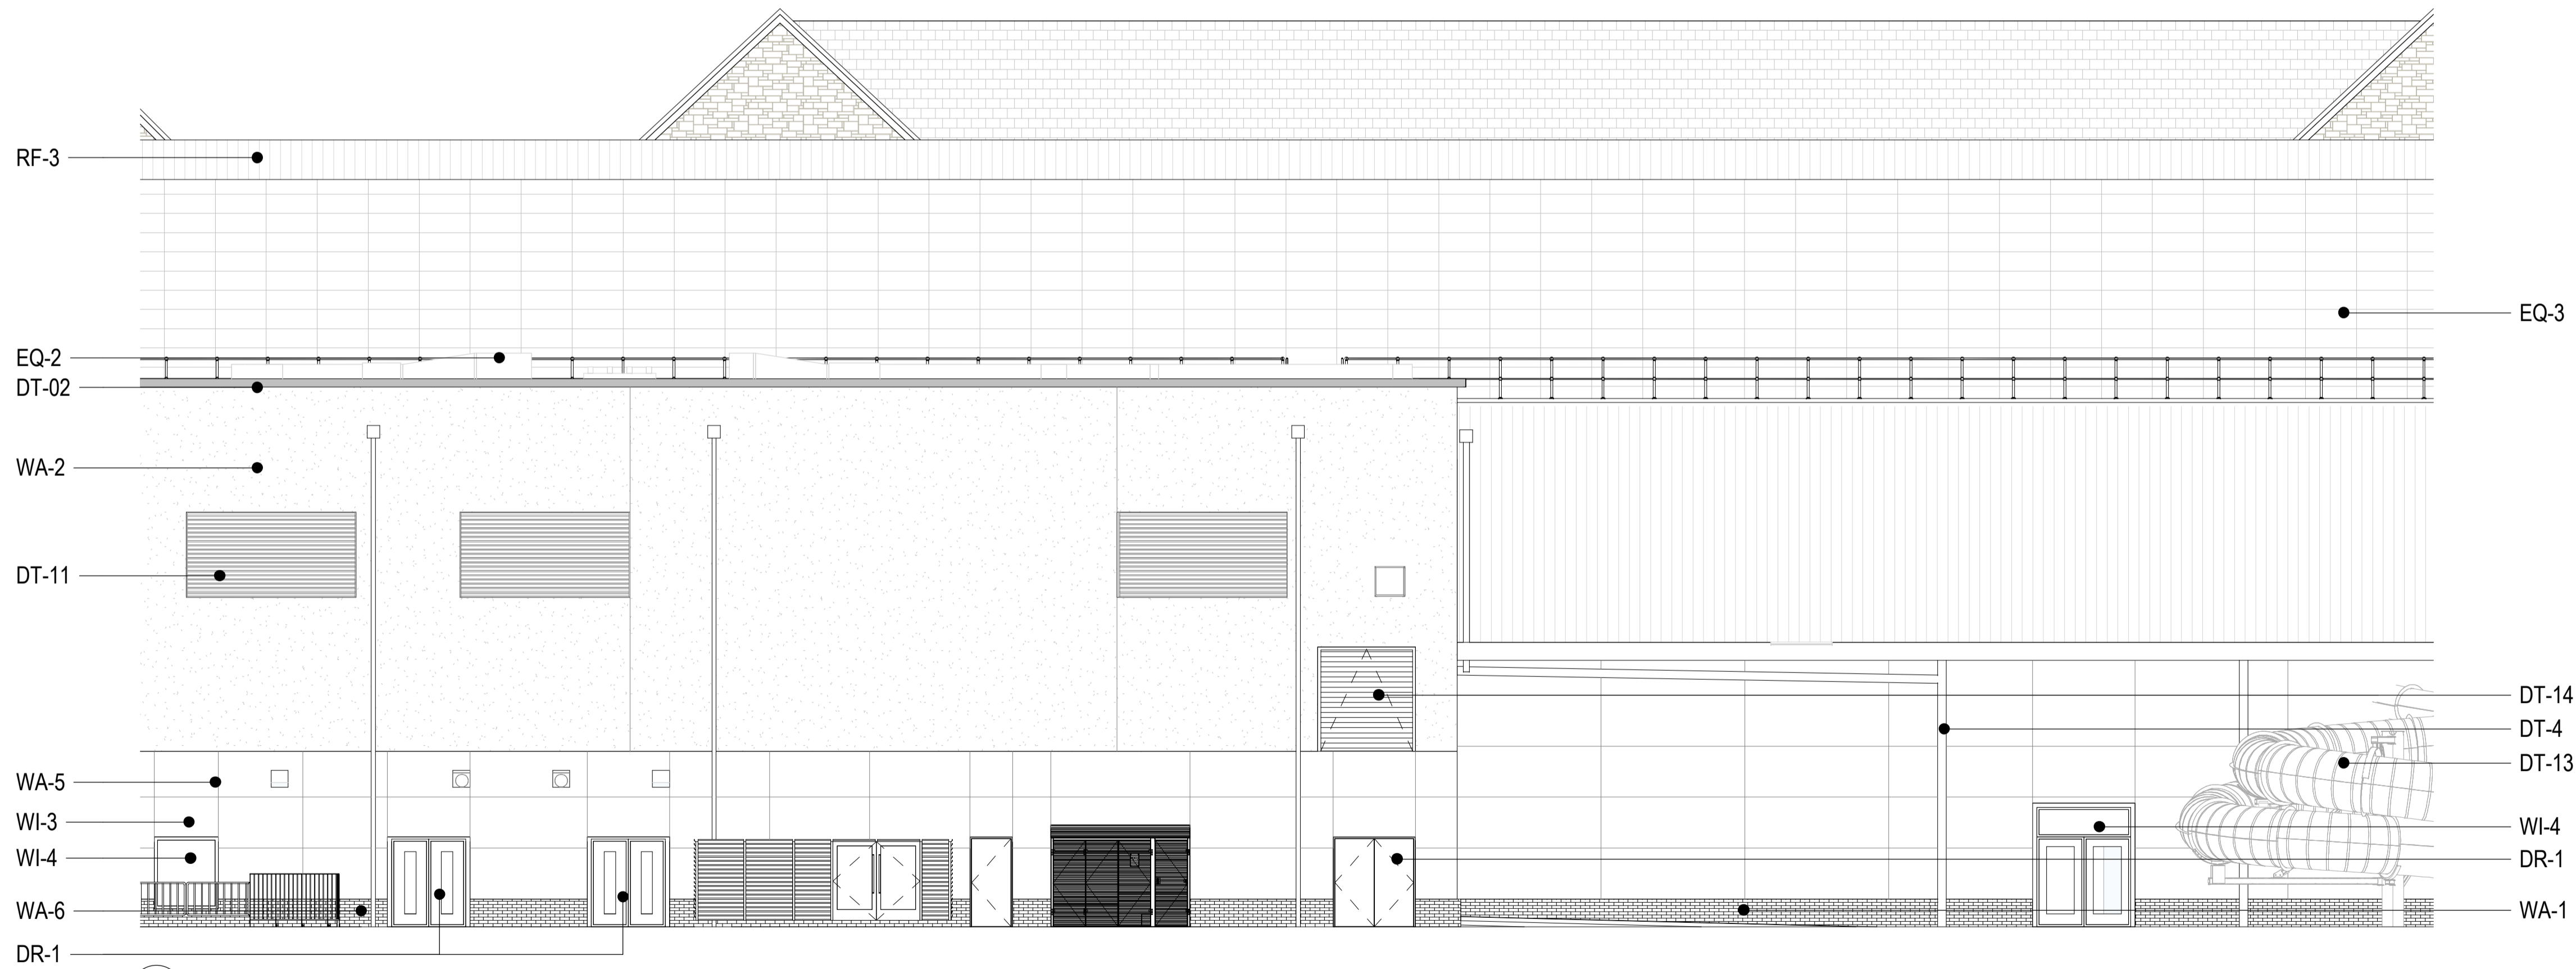 RF-3
EQ-3
EQ-2
DT-02
WA-2
DT-11
DT-14
DT-4
DT-13
WA-5
WI-3
WI-4
WI-4
DR-1
WA-6
WA-1
DR-1